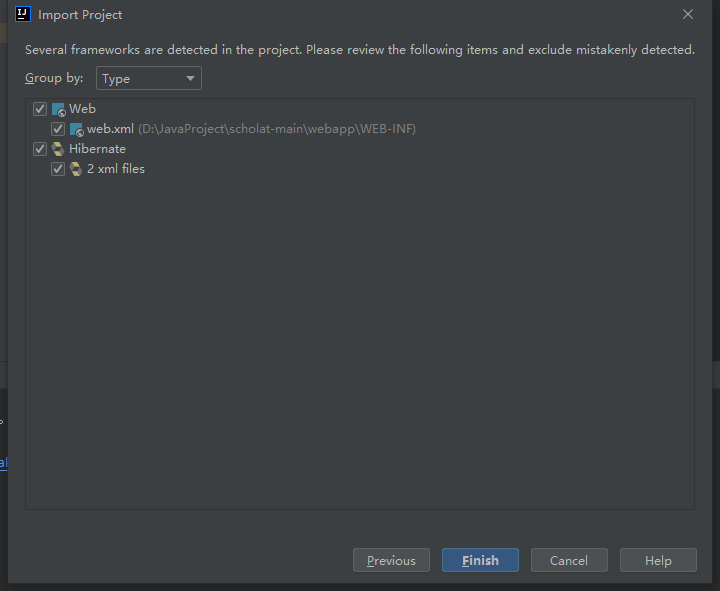 IJ Import Project
Several frameworks are detected in the project. Please review the following items and exclude mistakenly detected.
Group by: Type
Web
web.xml (D:\JavaProject\scholat-main\webapp\WEB-INF)
Hibernate
2 xml files
Previous Finish Cancel Help